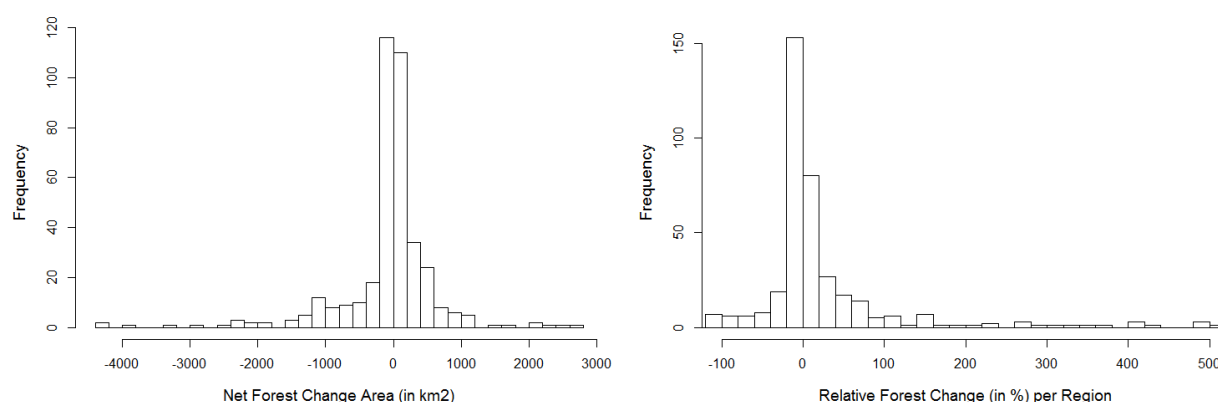 Frequency
120
100
80
60
40
20
0
-4000 -3000 -2000 -1000 0 1000 2000 3000
Net Forest Change Area (in km2)
Frequency
150
100
50
0
-100 0 100 200 300 400 500
Relative Forest Change (in %) per Region